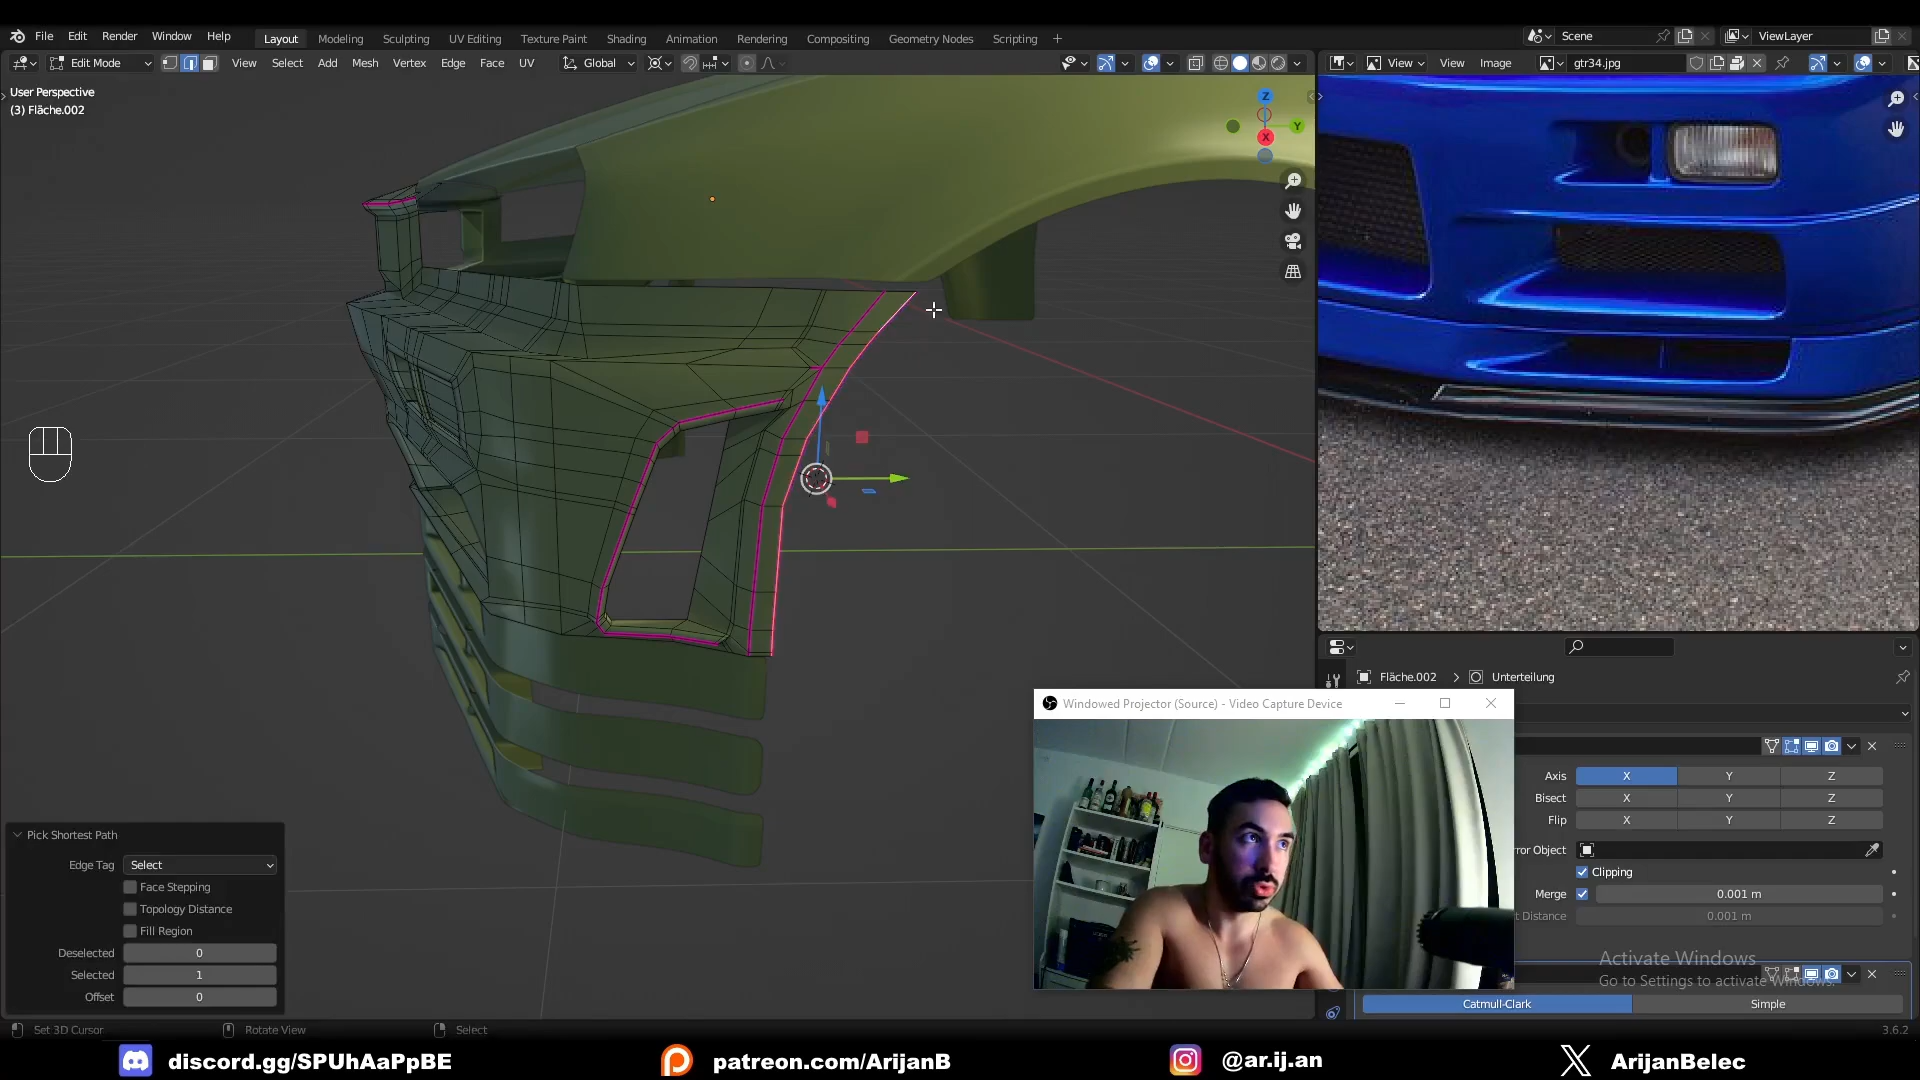 File Edit Render Window Help
Layout Modeling Sculpting UV Editing Texture Paint Shading Animation Rendering Compositing Geometry Nodes Scripting
Scene
ViewLayer
Edit Mode View Select Add Mesh Vertex Edge Face UV Global
View View Image gtr34.jpg
User Perspective
(3) Fläche.002
Z
Y
X
Fläche.002 Unterteilung
Windowed Projector (Source) - Video Capture Device
Axis X Y Z
Bisect X Y Z
Flip X Y Z
ror Object
Clipping
Merge 0.001 m
t Distance 0.001 m
Activate Windows
Go to Settings to activate Windows.
Catmull-Clark Simple
Pick Shortest Path
Edge Tag Select
Face Stepping
Topology Distance
Fill Region
Deselected 0
Selected 1
Offset 0
Set 3D Cursor Rotate View Select
3.6.2
discord.gg/SPUhAaPpBE patreon.com/ArijanB @ar.ij.an ArijanBelec